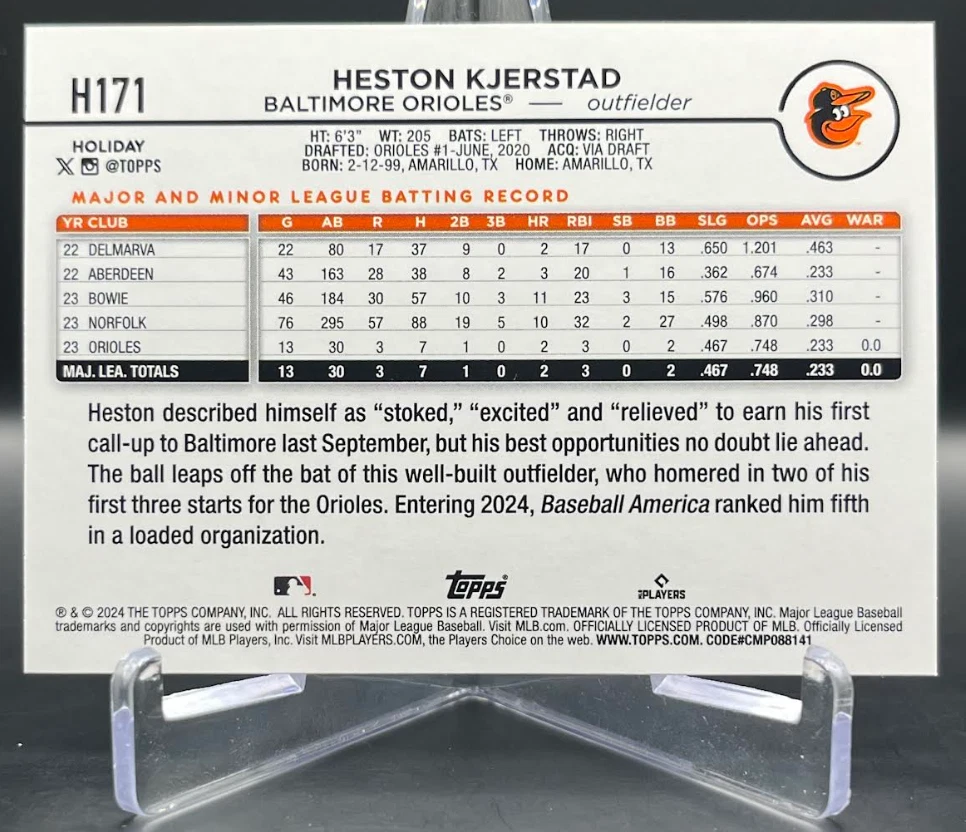 H171
HESTON KJERSTAD
BALTIMORE ORIOLES® — outfielder
HOLIDAY
X @TOPPS
HT: 6'3" WT: 205 BATS: LEFT THROWS: RIGHT
DRAFTED: ORIOLES #1-JUNE, 2020 ACQ: VIA DRAFT
BORN: 2-12-99, AMARILLO, TX HOME: AMARILLO, TX
MAJOR AND MINOR LEAGUE BATTING RECORD
YR CLUB G AB R H 2B 3B HR RBI SB BB SLG OPS AVG WAR
22 DELMARVA 22 80 17 37 9 0 2 17 0 13 .650 1.201 .463 -
22 ABERDEEN 43 163 28 38 8 2 3 20 1 16 .362 .674 .233 -
23 BOWIE 46 184 30 57 10 3 11 23 3 15 .576 .960 .310 -
23 NORFOLK 76 295 57 88 19 5 10 32 2 27 .498 .870 .298 -
23 ORIOLES 13 30 3 7 1 0 2 3 0 2 .467 .748 .233 0.0
MAJ. LEA. TOTALS 13 30 3 7 1 0 2 3 0 2 .467 .748 .233 0.0
Heston described himself as “stoked,” “excited” and “relieved” to earn his first
call-up to Baltimore last September, but his best opportunities no doubt lie ahead.
The ball leaps off the bat of this well-built outfielder, who homered in two of his
first three starts for the Orioles. Entering 2024, Baseball America ranked him fifth
in a loaded organization.
Topps®
PLAYERS
® & © 2024 THE TOPPS COMPANY, INC. ALL RIGHTS RESERVED. TOPPS IS A REGISTERED TRADEMARK OF THE TOPPS COMPANY, INC. Major League Baseball
trademarks and copyrights are used with permission of Major League Baseball. Visit MLB.com. OFFICIALLY LICENSED PRODUCT OF MLB. Officially Licensed
Product of MLB Players, Inc. Visit MLBPLAYERS.COM, the Players Choice on the web. WWW.TOPPS.COM. CODE#CMP088141